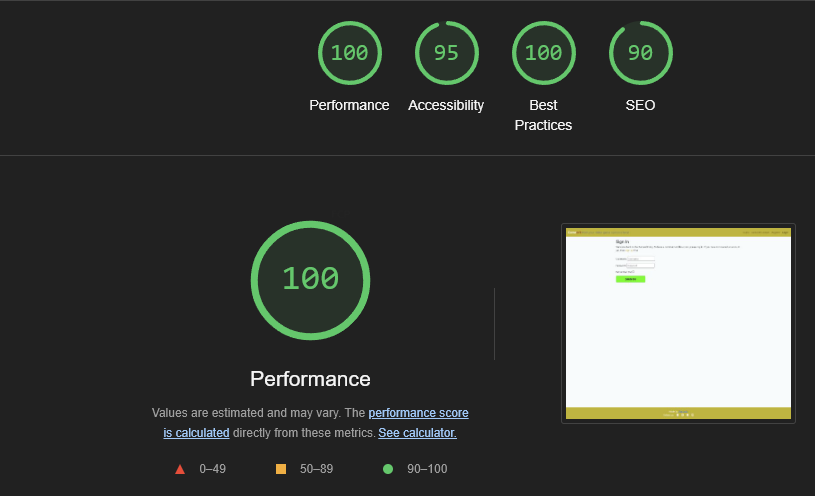 100
95
100
90
Performance
Accessibility
Best
Practices
SEO
100
Performance
Values are estimated and may vary. The performance score
is calculated directly from these metrics. See calculator.
0–49
50–89
90–100
Sign in